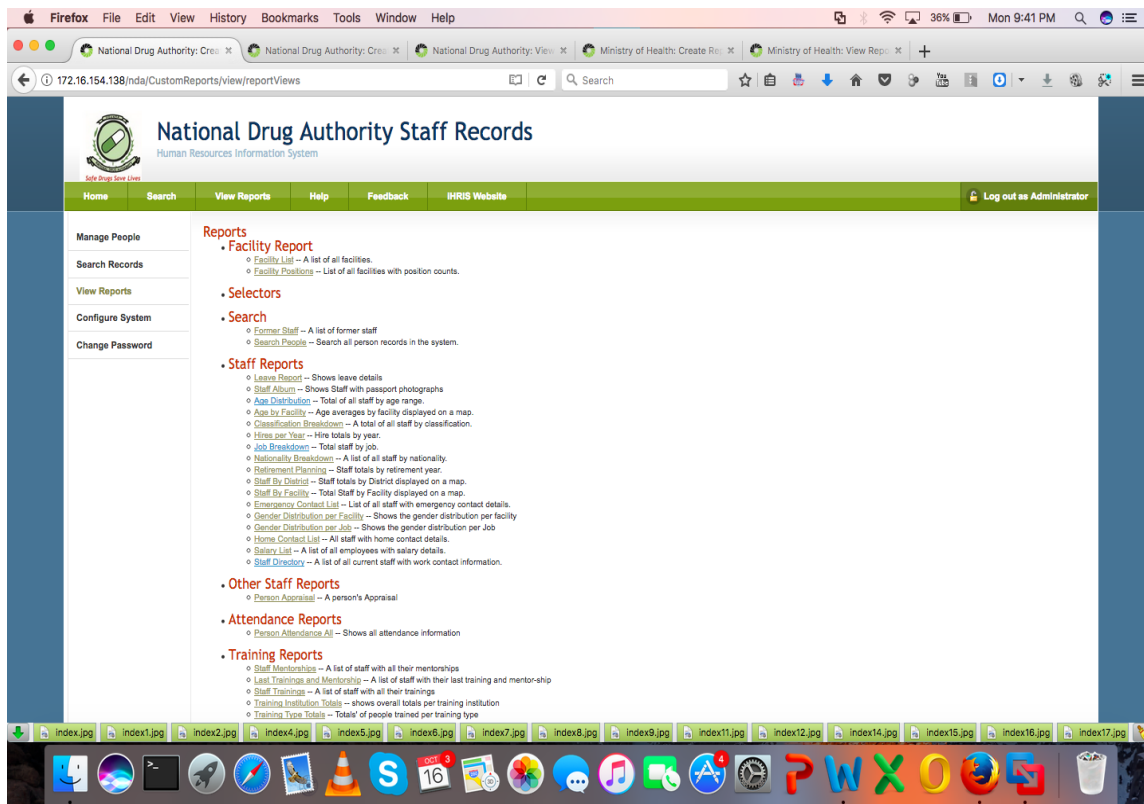 Firefox File Edit View History Bookmarks Tools Window Help 36% Mon 9:41 PM
National Drug Authority: Crea × National Drug Authority: Crea × National Drug Authority: View × Ministry of Health: Create Rep × Ministry of Health: View Repo × +
172.16.154.138/nda/CustomReports/view/reportViews Search You Tube
National Drug Authority Staff Records
Human Resources Information System
Safe Drugs Save Lives
Home Search View Reports Help Feedback IHRIS Website Log out as Administrator
Manage People
Search Records
View Reports
Configure System
Change Password
Reports
• Facility Report
Facility List -- A list of all facilities.
Facility Positions -- List of all facilities with position counts.
• Selectors
• Search
Former Staff -- A list of former staff
Search People -- Search all person records in the system.
• Staff Reports
Leave Report -- Shows leave details
Staff Album -- Shows Staff with passport photographs
Age Distribution -- Total of all staff by age range.
Age by Facility -- Age averages by facility displayed on a map.
Classification Breakdown -- A total of all staff by classification.
Hires per Year -- Hire totals by year.
Job Breakdown -- Total staff by job.
Nationality Breakdown -- A list of all staff by nationality.
Retirement Planning -- Staff totals by retirement year.
Staff By District -- Staff totals by District displayed on a map.
Staff By Facility -- Total Staff by Facility displayed on a map.
Emergency Contact List -- List of all staff with emergency contact details.
Gender Distribution per Facility -- Shows the gender distribution per facility
Gender Distribution per Job -- Shows the gender distribution per Job
Home Contact List -- All staff with home contact details.
Salary List -- A list of all employees with salary details.
Staff Directory -- A list of all current staff with work contact information.
• Other Staff Reports
Person Appraisal -- A person's Appraisal
• Attendance Reports
Person Attendance All -- Shows all attendance information
• Training Reports
Staff Mentorships -- A list of staff with all their mentorships
Last Trainings and Mentorship -- A list of staff with their last training and mentor-ship
Staff Trainings -- A list of staff with all their trainings
Training Institution Totals -- shows overall totals per training institution
Training Type Totals -- Totals' of people trained per training type
index.jpg index1.jpg index2.jpg index4.jpg index5.jpg index6.jpg index7.jpg index8.jpg index9.jpg index11.jpg index12.jpg index14.jpg index15.jpg index16.jpg index17.jpg
OCT 16 3 4